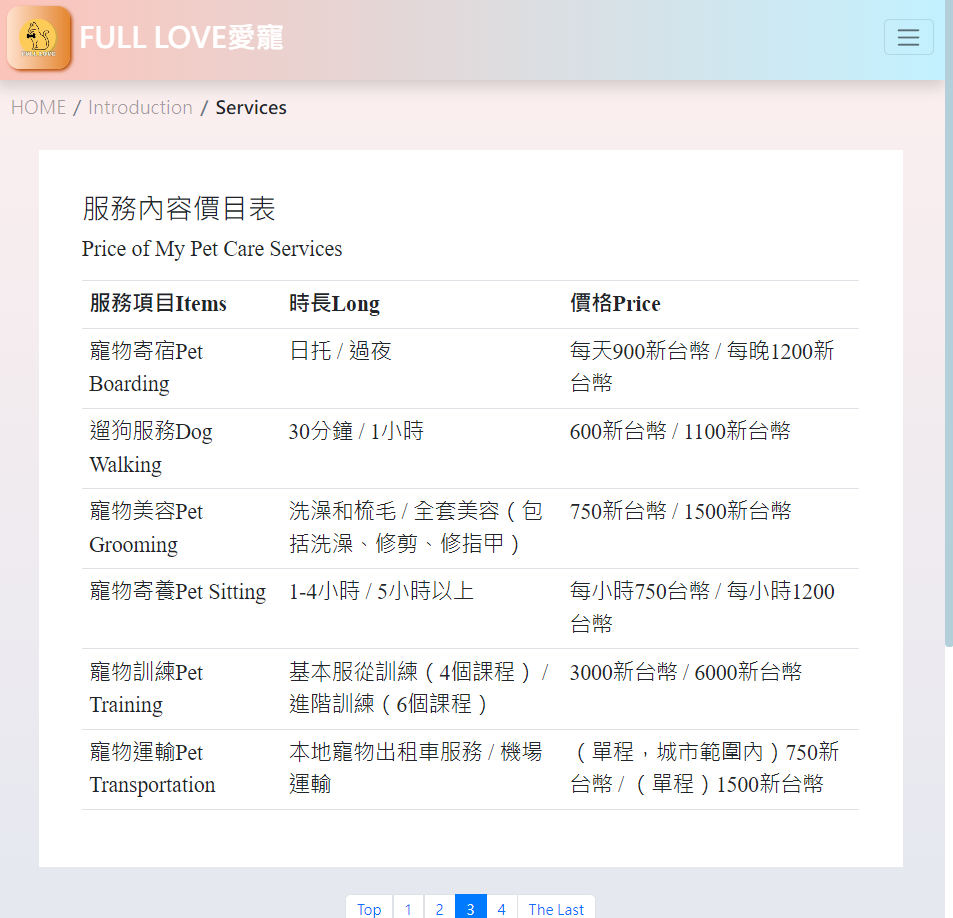 FULL LOVE
FULL LOVE愛寵
HOME / Introduction / Services
服務內容價目表
Price of My Pet Care Services
服務項目Items 時長Long 價格Price
寵物寄宿Pet Boarding 日托 / 過夜 每天900新台幣 / 每晚1200新台幣
遛狗服務Dog Walking 30分鐘 / 1小時 600新台幣 / 1100新台幣
寵物美容Pet Grooming 洗澡和梳毛 / 全套美容（包括洗澡、修剪、修指甲） 750新台幣 / 1500新台幣
寵物寄養Pet Sitting 1-4小時 / 5小時以上 每小時750台幣 / 每小時1200台幣
寵物訓練Pet Training 基本服從訓練（4個課程） / 進階訓練（6個課程） 3000新台幣 / 6000新台幣
寵物運輸Pet Transportation 本地寵物出租車服務 / 機場運輸 （單程，城市範圍內）750新台幣 / （單程）1500新台幣
Top 1 2 3 4 The Last